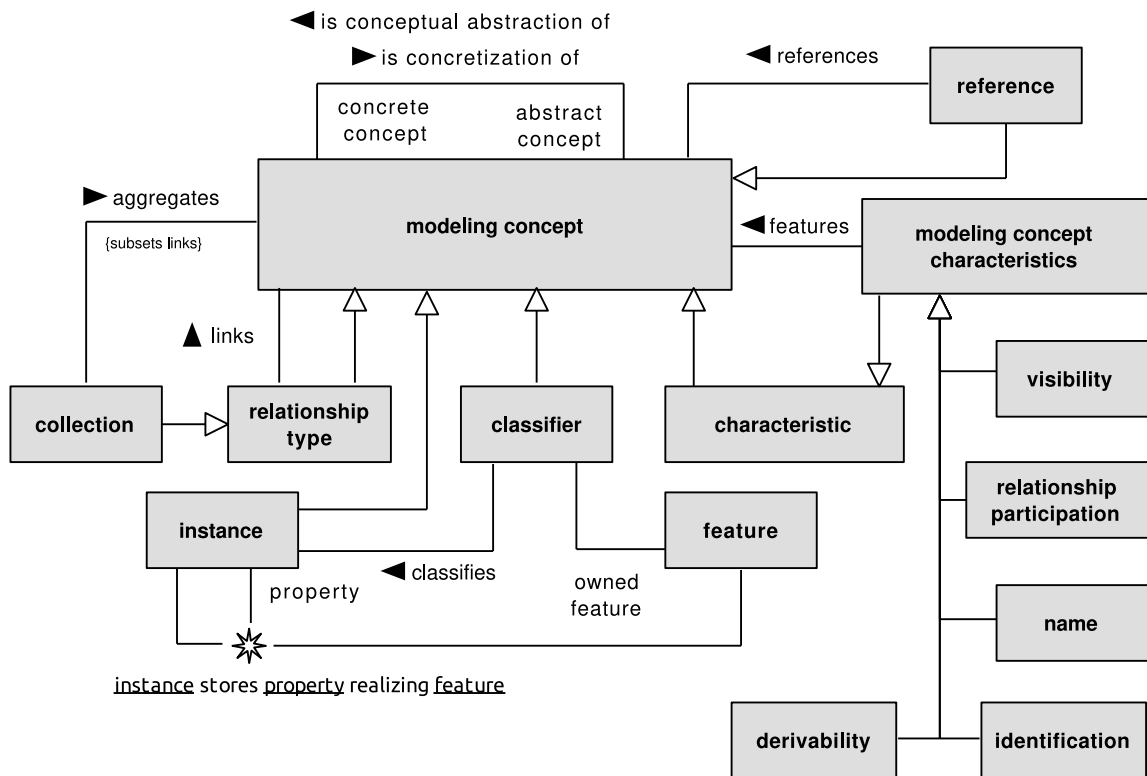 is conceptual abstraction of
is concretization of
references
reference
concrete
concept
abstract
concept
aggregates
{subsets links}
modeling concept
features
modeling concept
characteristics
links
visibility
collection
relationship
type
classifier
characteristic
relationship
participation
instance
feature
property
classifies
owned
feature
name
instance stores property realizing feature
derivability
identification